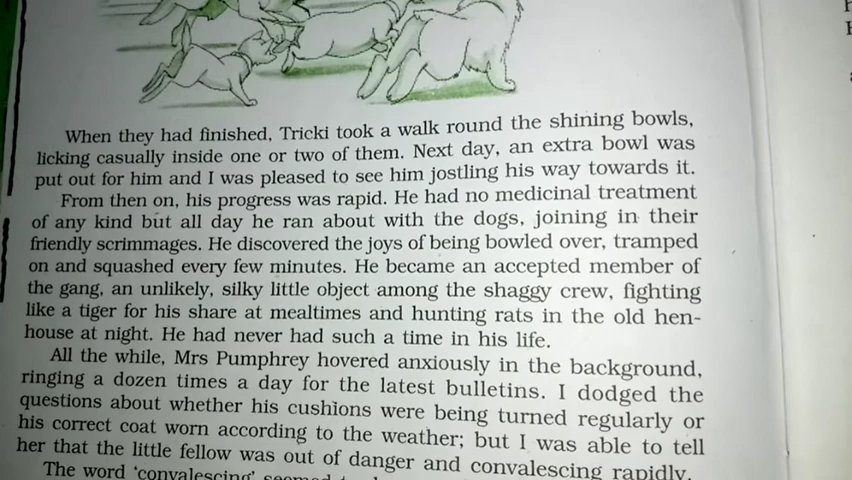 When they had finished, Tricki took a walk round the shining bowls,
licking casually inside one or two of them. Next day, an extra bowl was
put out for him and I was pleased to see him jostling his way towards it.
From then on, his progress was rapid. He had no medicinal treatment
of any kind but all day he ran about with the dogs, joining in their
friendly scrimmages. He discovered the joys of being bowled over, tramped
on and squashed every few minutes. He became an accepted member of
the gang, an unlikely, silky little object among the shaggy crew, fighting
like a tiger for his share at mealtimes and hunting rats in the old hen-
house at night. He had never had such a time in his life.
All the while, Mrs Pumphrey hovered anxiously in the background,
ringing a dozen times a day for the latest bulletins. I dodged the
questions about whether his cushions were being turned regularly or
his correct coat worn according to the weather; but I was able to tell
her that the little fellow was out of danger and convalescing rapidly.
The word ‘convalescing’